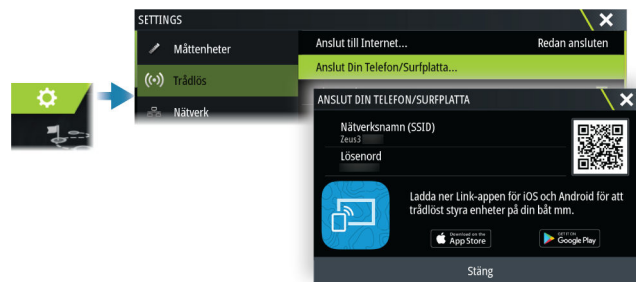 SETTINGS
Måttenheter
Trådlös
Nätverk
Anslut till Internet... Redan ansluten
Anslut Din Telefon/Surfplatta...
ANSLUT DIN TELEFON/SURFPLATTA
Nätverksnamn (SSID)
Zeus3
Lösenord
Ladda ner Link-appen för iOS och Android för att
trådlöst styra enheter på din båt mm.
Download on the
App Store
GET IT ON
Google Play
Stäng